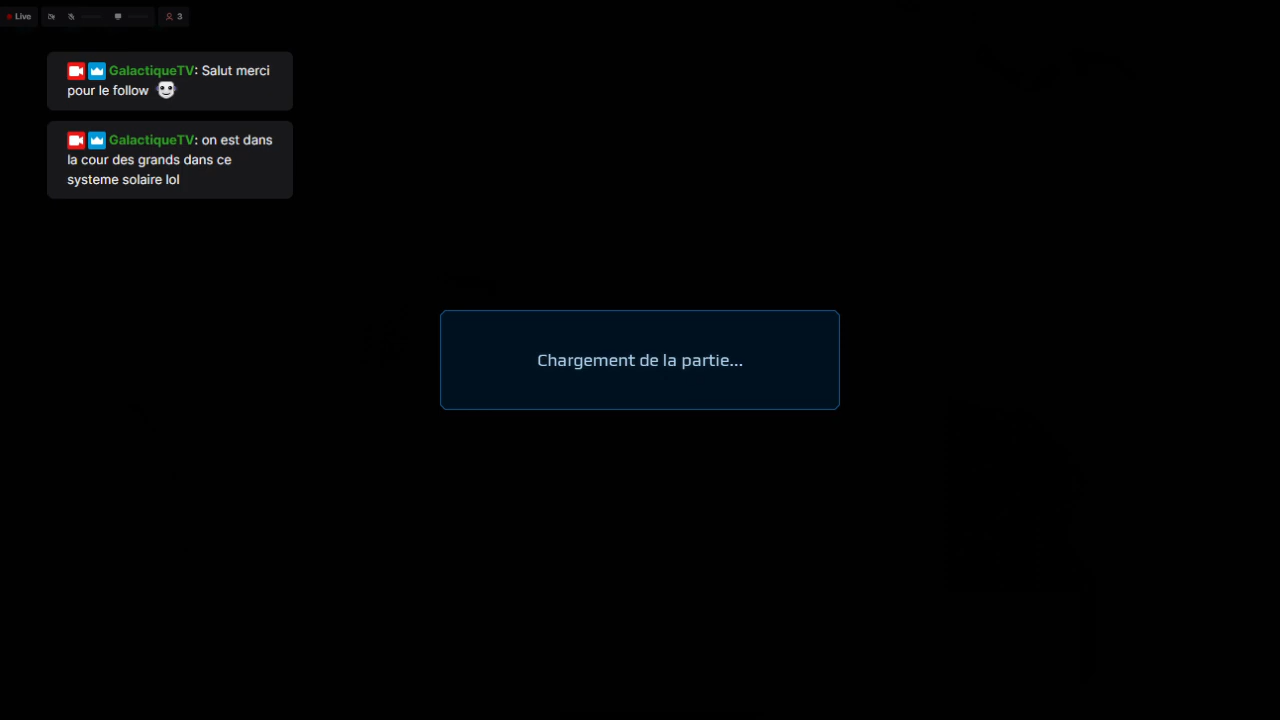 Live
3
GalactiqueTV: Salut merci
pour le follow
GalactiqueTV: on est dans
la cour des grands dans ce
systeme solaire lol
Chargement de la partie...